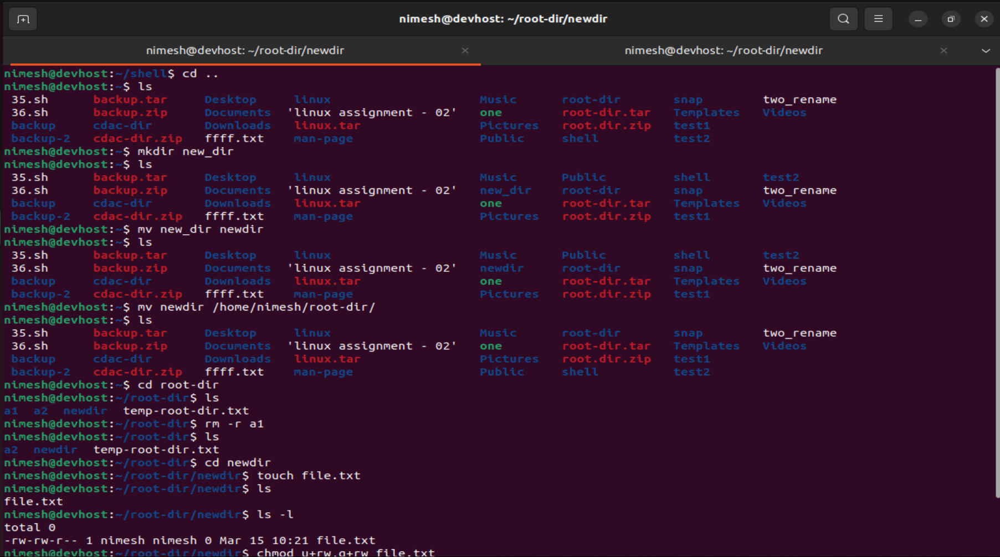 nimesh@devhost: ~/root-dir/newdir
nimesh@devhost: ~/root-dir/newdir nimesh@devhost: ~/root-dir/newdir
nimesh@devhost:~/shell$ cd ..
nimesh@devhost:~$ ls
35.sh backup.tar Desktop linux Music root-dir snap two_rename
36.sh backup.zip Documents 'linux assignment - 02' one root-dir.tar Templates Videos
backup cdac-dir Downloads linux.tar Pictures root.dir.zip test1
backup-2 cdac-dir.zip ffff.txt man-page Public shell test2
nimesh@devhost:~$ mkdir new_dir
nimesh@devhost:~$ ls
35.sh backup.tar Desktop linux Music Public shell test2
36.sh backup.zip Documents 'linux assignment - 02' new_dir root-dir snap two_rename
backup cdac-dir Downloads linux.tar one root-dir.tar Templates Videos
backup-2 cdac-dir.zip ffff.txt man-page Pictures root.dir.zip test1
nimesh@devhost:~$ mv new_dir newdir
nimesh@devhost:~$ ls
35.sh backup.tar Desktop linux Music Public shell test2
36.sh backup.zip Documents 'linux assignment - 02' newdir root-dir snap two_rename
backup cdac-dir Downloads linux.tar one root-dir.tar Templates Videos
backup-2 cdac-dir.zip ffff.txt man-page Pictures root.dir.zip test1
nimesh@devhost:~$ mv newdir /home/nimesh/root-dir/
nimesh@devhost:~$ ls
35.sh backup.tar Desktop linux Music root-dir snap two_rename
36.sh backup.zip Documents 'linux assignment - 02' one root-dir.tar Templates Videos
backup cdac-dir Downloads linux.tar Pictures root.dir.zip test1
backup-2 cdac-dir.zip ffff.txt man-page Public shell test2
nimesh@devhost:~$ cd root-dir
nimesh@devhost:~/root-dir$ ls
a1 a2 newdir temp-root-dir.txt
nimesh@devhost:~/root-dir$ rm -r a1
nimesh@devhost:~/root-dir$ ls
a2 newdir temp-root-dir.txt
nimesh@devhost:~/root-dir$ cd newdir
nimesh@devhost:~/root-dir/newdir$ touch file.txt
nimesh@devhost:~/root-dir/newdir$ ls
file.txt
nimesh@devhost:~/root-dir/newdir$ ls -l
total 0
-rw-rw-r-- 1 nimesh nimesh 0 Mar 15 10:21 file.txt
nimesh@devhost:~/root-dir/newdir$ chmod u+rw,g+rw file.txt